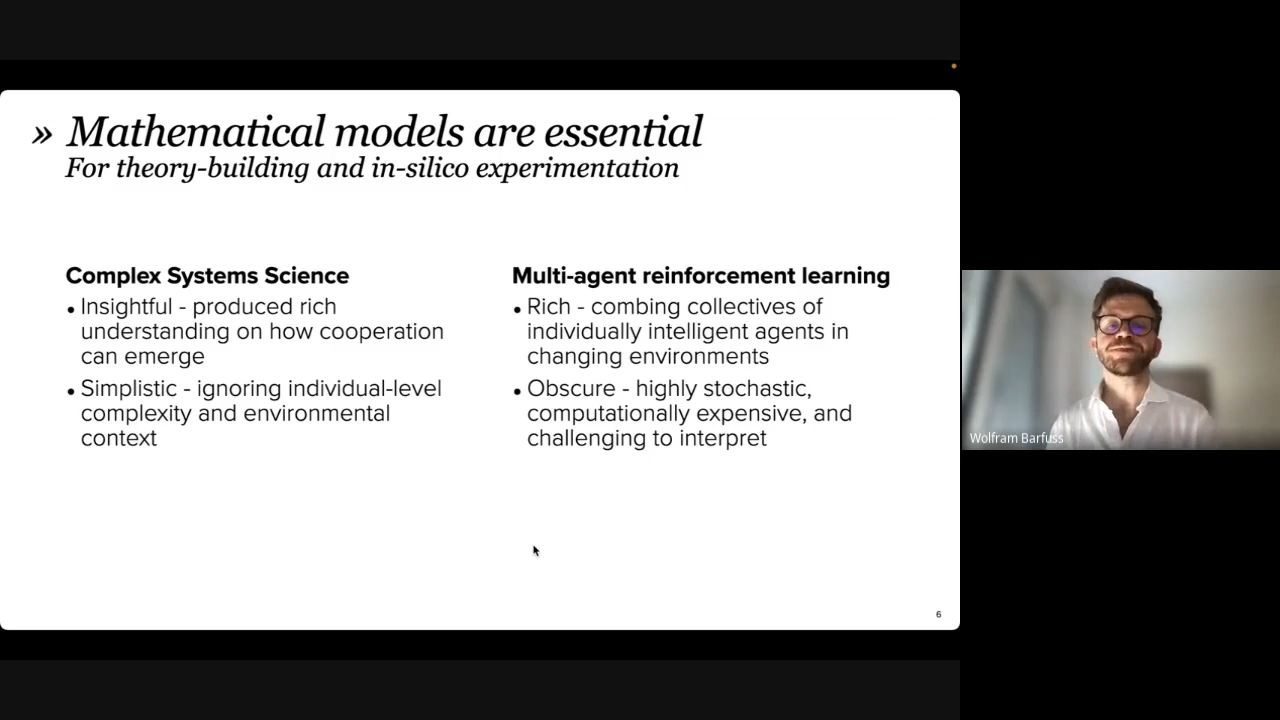 » Mathematical models are essential
For theory-building and in-silico experimentation
Complex Systems Science
• Insightful - produced rich
understanding on how cooperation
can emerge
• Simplistic - ignoring individual-level
complexity and environmental
context
Multi-agent reinforcement learning
• Rich - combing collectives of
individually intelligent agents in
changing environments
• Obscure - highly stochastic,
computationally expensive, and
challenging to interpret
6
Wolfram Barfuss